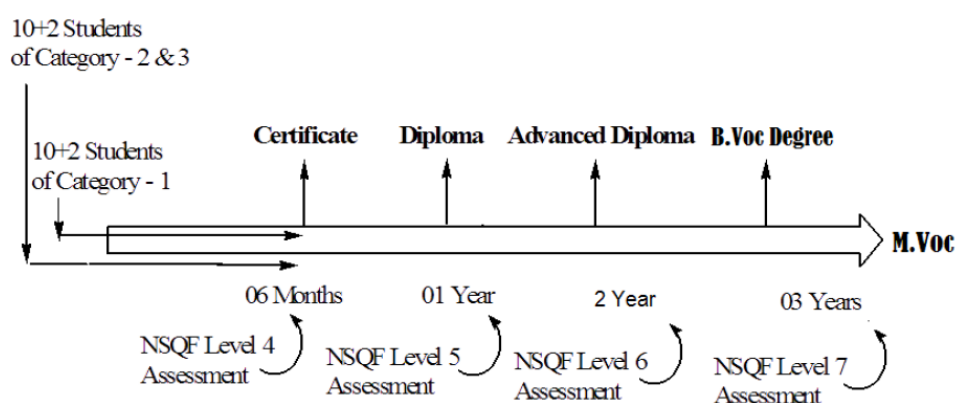 10+2 Students
of Category - 2 & 3
10+2 Students
of Category - 1
Certificate
Diploma
Advanced Diploma
B.Voc Degree
M.Voc
06 Months
01 Year
2 Year
03 Years
NSQF Level 4
Assessment
NSQF Level 5
Assessment
NSQF Level 6
Assessment
NSQF Level 7
Assessment